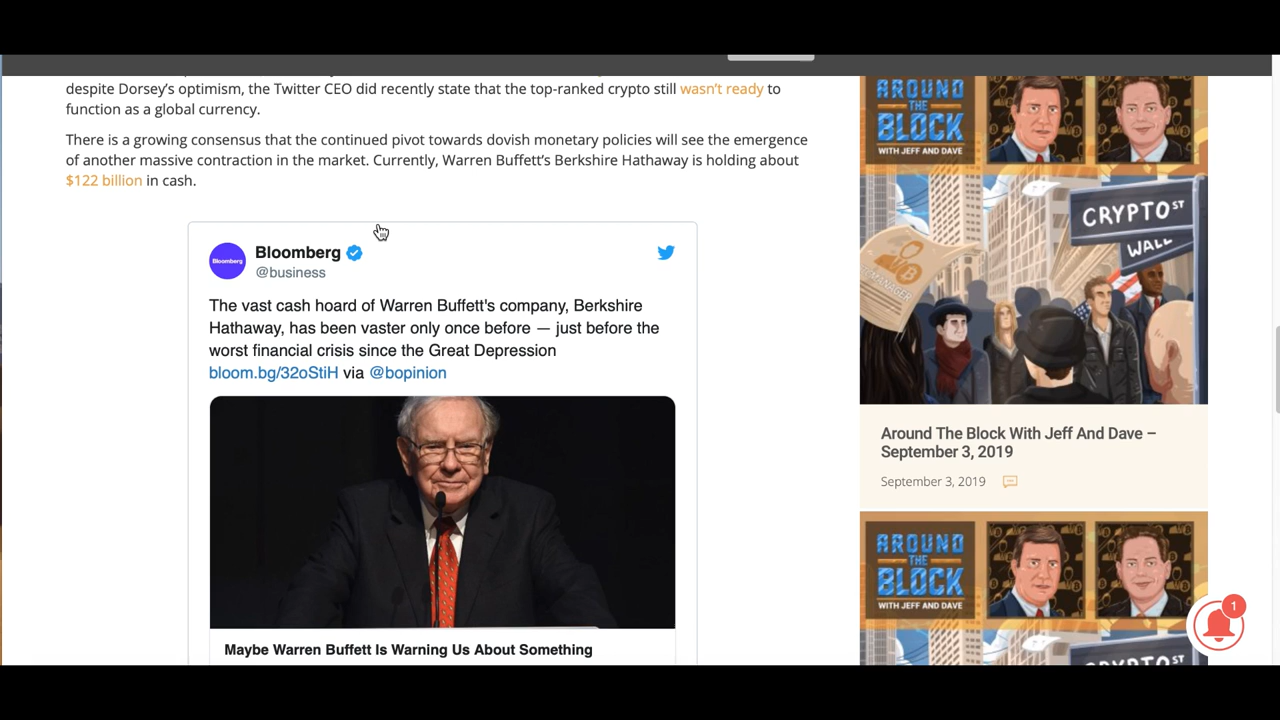 despite Dorsey's optimism, the Twitter CEO did recently state that the top-ranked crypto still wasn't ready to
function as a global currency.
There is a growing consensus that the continued pivot towards dovish monetary policies will see the emergence
of another massive contraction in the market. Currently, Warren Buffett's Berkshire Hathaway is holding about
$122 billion in cash.
Bloomberg
Bloomberg
@business
The vast cash hoard of Warren Buffett's company, Berkshire
Hathaway, has been vaster only once before — just before the
worst financial crisis since the Great Depression
bloom.bg/32oStiH via @bopinion
Maybe Warren Buffett Is Warning Us About Something
AROUND
THE
BLOCK
WITH JEFF AND DAVE
CRYPTO ST
WALL
Around The Block With Jeff And Dave –
September 3, 2019
September 3, 2019
AROUND
THE
BLOCK
WITH JEFF AND DAVE
1
CRYPTO ST